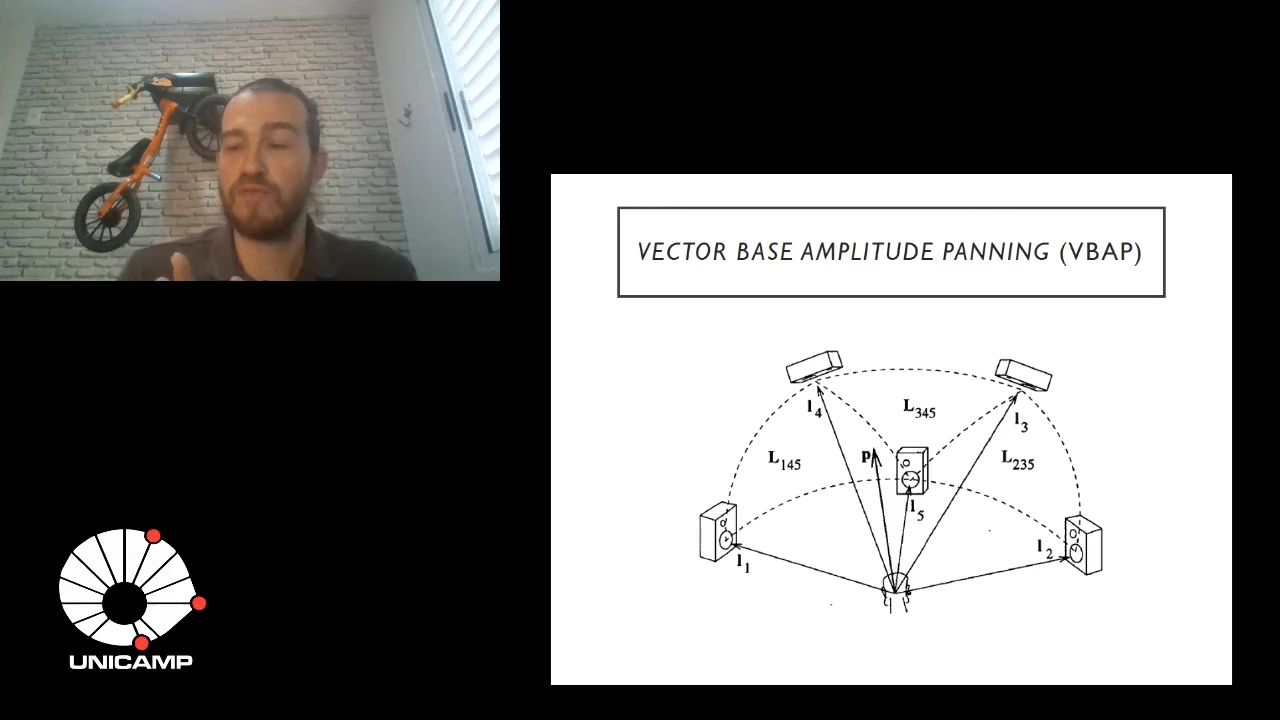 VECTOR BASE AMPLITUDE PANNING (VBAP)
l4
L345
l3
L145
p
L235
l5
l1
l2
UNICAMP